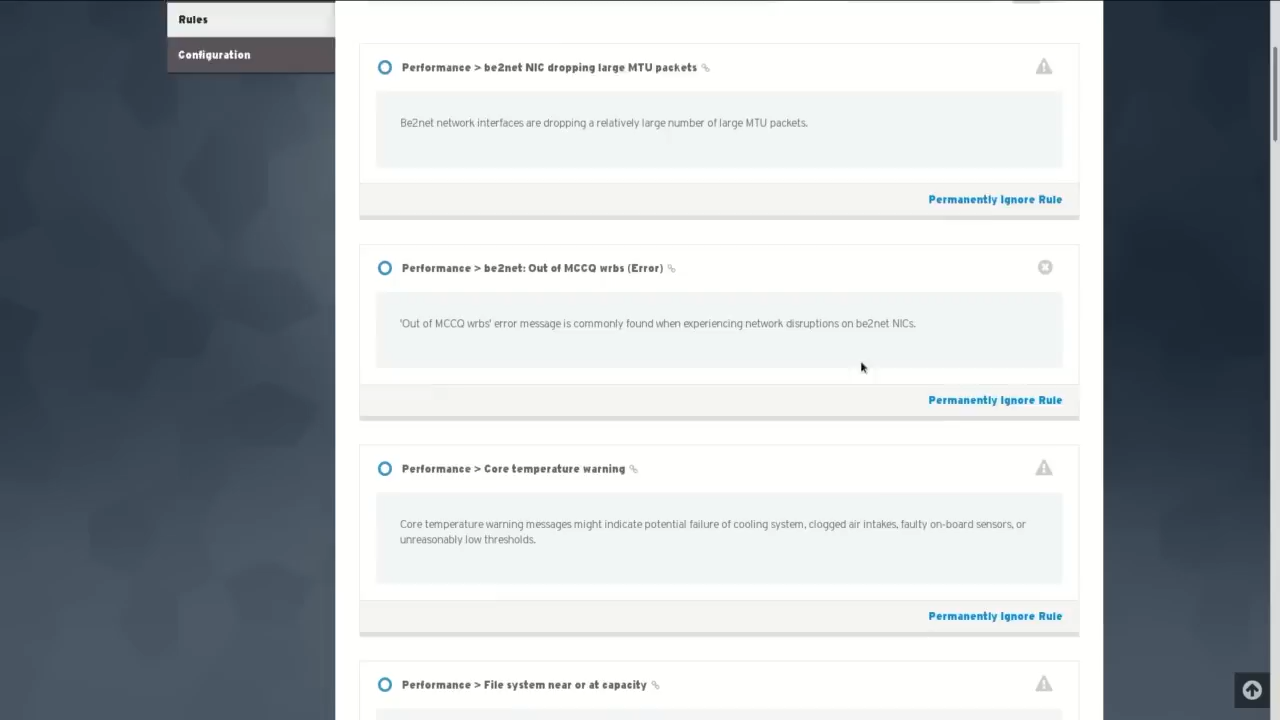 Rules
Configuration
Performance > be2net NIC dropping large MTU packets
Be2net network interfaces are dropping a relatively large number of large MTU packets.
Permanently Ignore Rule
Performance > be2net: Out of MCCQ wrbs (Error)
'Out of MCCQ wrbs' error message is commonly found when experiencing network disruptions on be2net NICs.
Permanently Ignore Rule
Performance > Core temperature warning
Core temperature warning messages might indicate potential failure of cooling system, clogged air intakes, faulty on-board sensors, or
unreasonably low thresholds.
Permanently Ignore Rule
Performance > File system near or at capacity